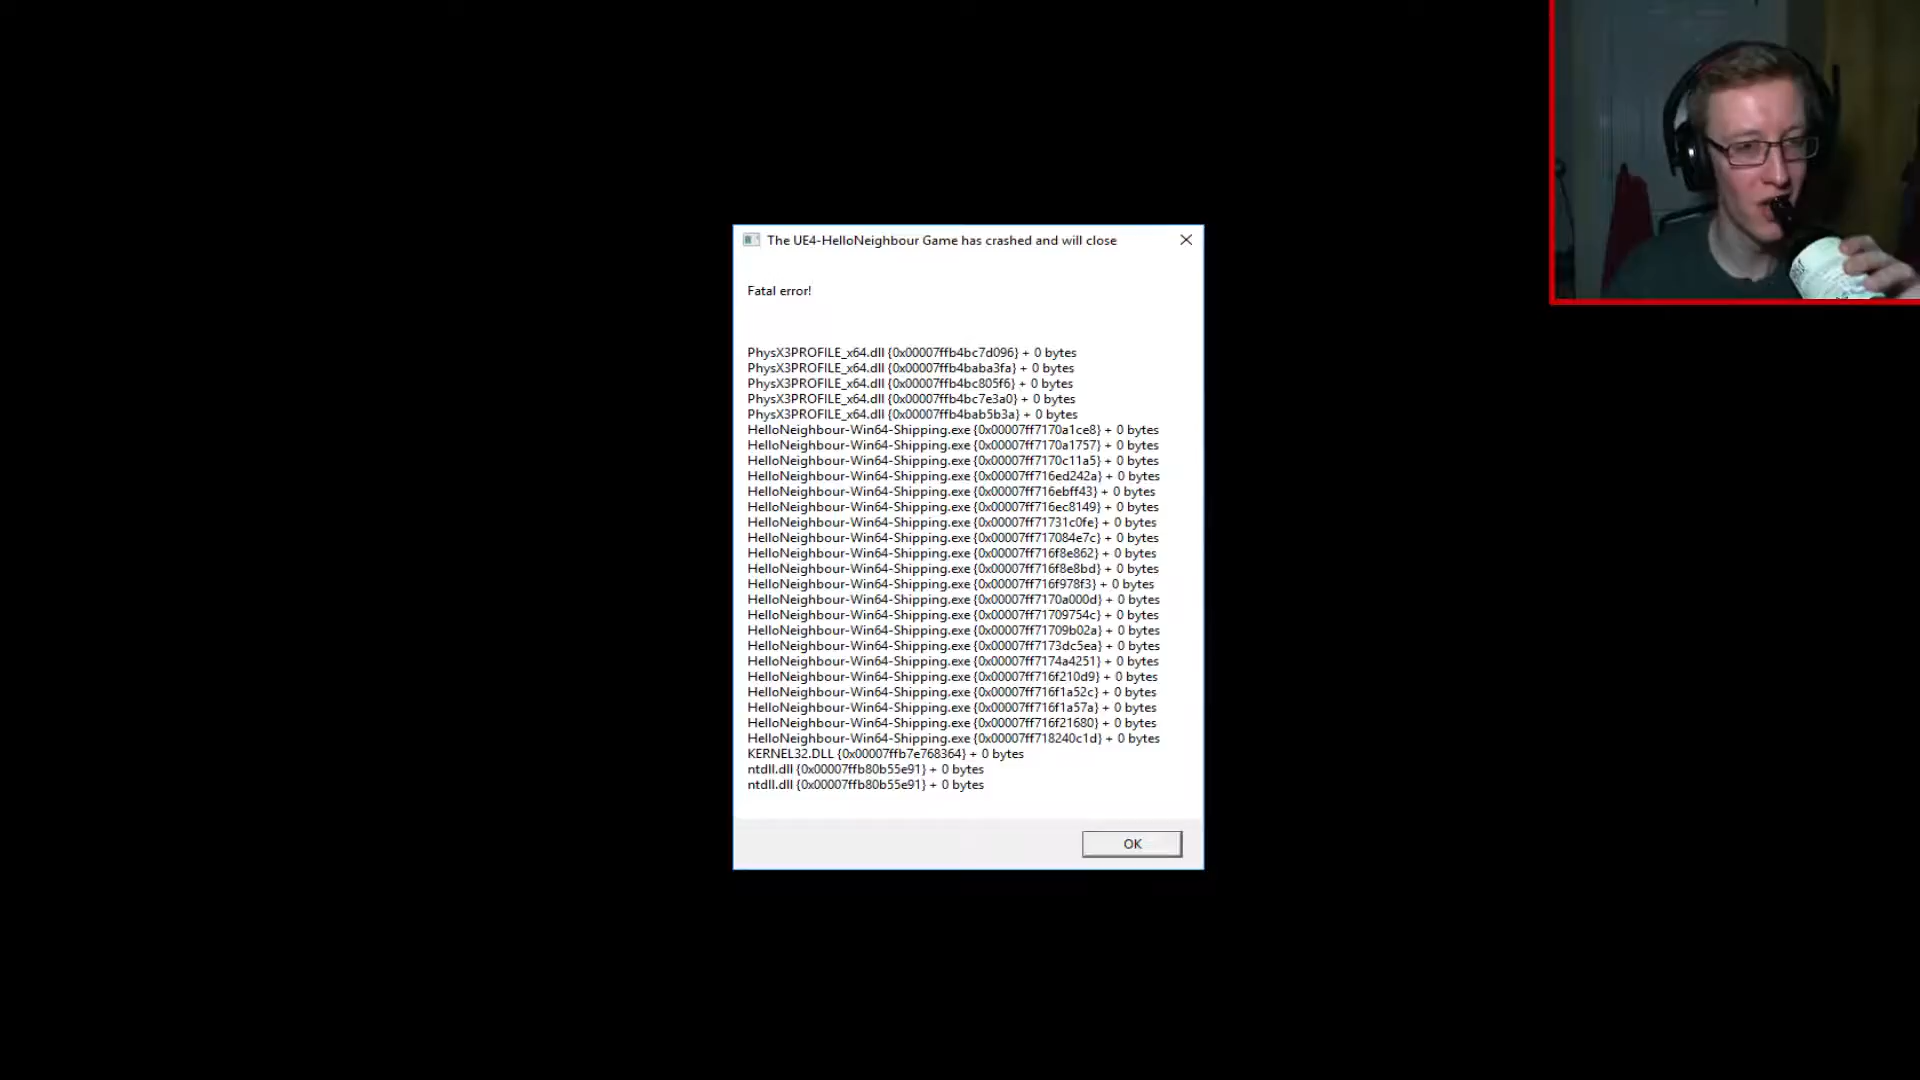 The UE4-HelloNeighbour Game has crashed and will close
Fatal error!
PhysX3PROFILE_x64.dll {0x00007ffb4bc7d096} + 0 bytes
PhysX3PROFILE_x64.dll {0x00007ffb4baba3fa} + 0 bytes
PhysX3PROFILE_x64.dll {0x00007ffb4bc805f6} + 0 bytes
PhysX3PROFILE_x64.dll {0x00007ffb4bc7e3a0} + 0 bytes
PhysX3PROFILE_x64.dll {0x00007ffb4bab5b3a} + 0 bytes
HelloNeighbour-Win64-Shipping.exe {0x00007ff7170a1ce8} + 0 bytes
HelloNeighbour-Win64-Shipping.exe {0x00007ff7170a1757} + 0 bytes
HelloNeighbour-Win64-Shipping.exe {0x00007ff7170c11a5} + 0 bytes
HelloNeighbour-Win64-Shipping.exe {0x00007ff716ed242a} + 0 bytes
HelloNeighbour-Win64-Shipping.exe {0x00007ff716ebff43} + 0 bytes
HelloNeighbour-Win64-Shipping.exe {0x00007ff716ec8149} + 0 bytes
HelloNeighbour-Win64-Shipping.exe {0x00007ff71731c0fe} + 0 bytes
HelloNeighbour-Win64-Shipping.exe {0x00007ff717084e7c} + 0 bytes
HelloNeighbour-Win64-Shipping.exe {0x00007ff716f8e862} + 0 bytes
HelloNeighbour-Win64-Shipping.exe {0x00007ff716f8e8bd} + 0 bytes
HelloNeighbour-Win64-Shipping.exe {0x00007ff716f978f3} + 0 bytes
HelloNeighbour-Win64-Shipping.exe {0x00007ff7170a000d} + 0 bytes
HelloNeighbour-Win64-Shipping.exe {0x00007ff71709754c} + 0 bytes
HelloNeighbour-Win64-Shipping.exe {0x00007ff71709b02a} + 0 bytes
HelloNeighbour-Win64-Shipping.exe {0x00007ff7173dc5ea} + 0 bytes
HelloNeighbour-Win64-Shipping.exe {0x00007ff7174a4251} + 0 bytes
HelloNeighbour-Win64-Shipping.exe {0x00007ff716f210d9} + 0 bytes
HelloNeighbour-Win64-Shipping.exe {0x00007ff716f1a52c} + 0 bytes
HelloNeighbour-Win64-Shipping.exe {0x00007ff716f1a57a} + 0 bytes
HelloNeighbour-Win64-Shipping.exe {0x00007ff716f21680} + 0 bytes
HelloNeighbour-Win64-Shipping.exe {0x00007ff718240c1d} + 0 bytes
KERNEL32.DLL {0x00007ffb7e768364} + 0 bytes
ntdll.dll {0x00007ffb80b55e91} + 0 bytes
ntdll.dll {0x00007ffb80b55e91} + 0 bytes
OK